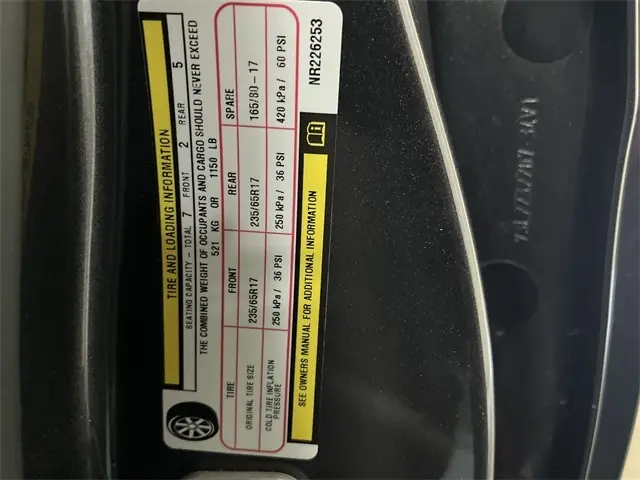 TIRE AND LOADING INFORMATION
SEATING CAPACITY - TOTAL 7 FRONT 2 REAR 5
THE COMBINED WEIGHT OF OCCUPANTS AND CARGO SHOULD NEVER EXCEED
521 KG OR 1150 LB
TIRE FRONT REAR SPARE
ORIGINAL TIRE SIZE 235/65R17 235/65R17 165/80-17
COLD TIRE INFLATION PRESSURE 250 kPa / 36 PSI 250 kPa / 36 PSI 420 kPa / 60 PSI
SEE OWNERS MANUAL FOR ADDITIONAL INFORMATION
NR226253